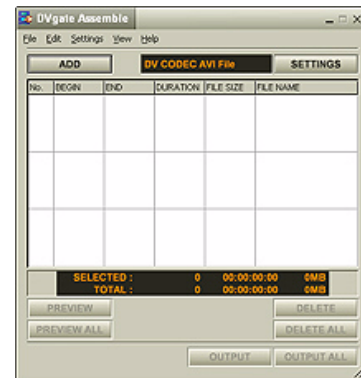 DVgate Assemble
File Edit Settings View Help
ADD DV CODEC AVI File SETTINGS
No. BEGIN END DURATION FILE SIZE FILE NAME
SELECTED : 0 00:00:00:00 0MB
TOTAL : 0 00:00:00:00 0MB
PREVIEW DELETE
PREVIEW ALL DELETE ALL
OUTPUT OUTPUT ALL